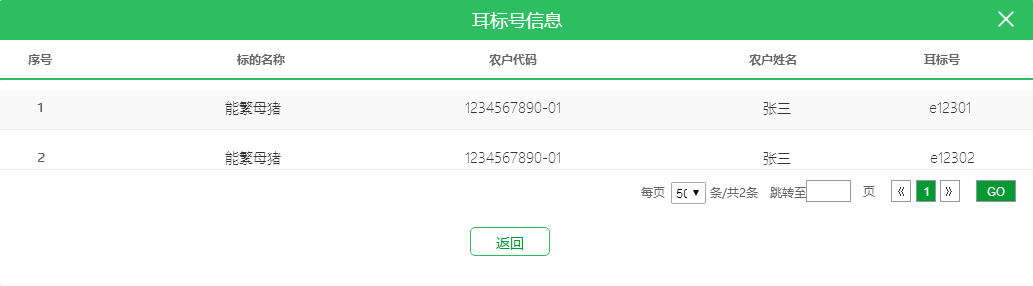 耳标号信息
序号 标的名称 农户代码 农户姓名 耳标号
1 能繁母猪 1234567890-01 张三 e12301
2 能繁母猪 1234567890-01 张三 e12302
每页 50 条/共2条 跳转至 页 《 1 》 GO
返回